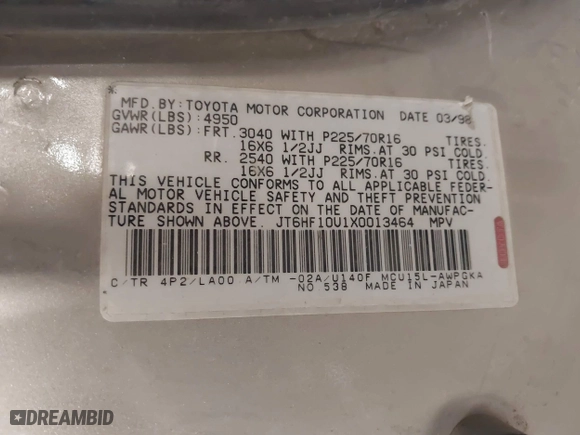 MFD.BY:TOYOTA MOTOR CORPORATION DATE 03/98
GVWR(LBS):4950
GAWR(LBS):FRT.3040 WITH P225/70R16 TIRES.
16X6 1/2JJ RIMS.AT 30 PSI COLD.
RR. 2540 WITH P225/70R16 TIRES.
16X6 1/2JJ RIMS.AT 30 PSI COLD.
THIS VEHICLE CONFORMS TO ALL APPLICABLE FEDER-
AL MOTOR VEHICLE SAFETY AND THEFT PREVENTION
STANDARDS IN EFFECT ON THE DATE OF MANUFAC-
TURE SHOWN ABOVE. JT6HF10U1X0013464 MPV
C/TR 4P2/LA00 A/TM -02A/U140F MCU15L-AWPGKA
NO 538 MADE IN JAPAN
DREAMBID